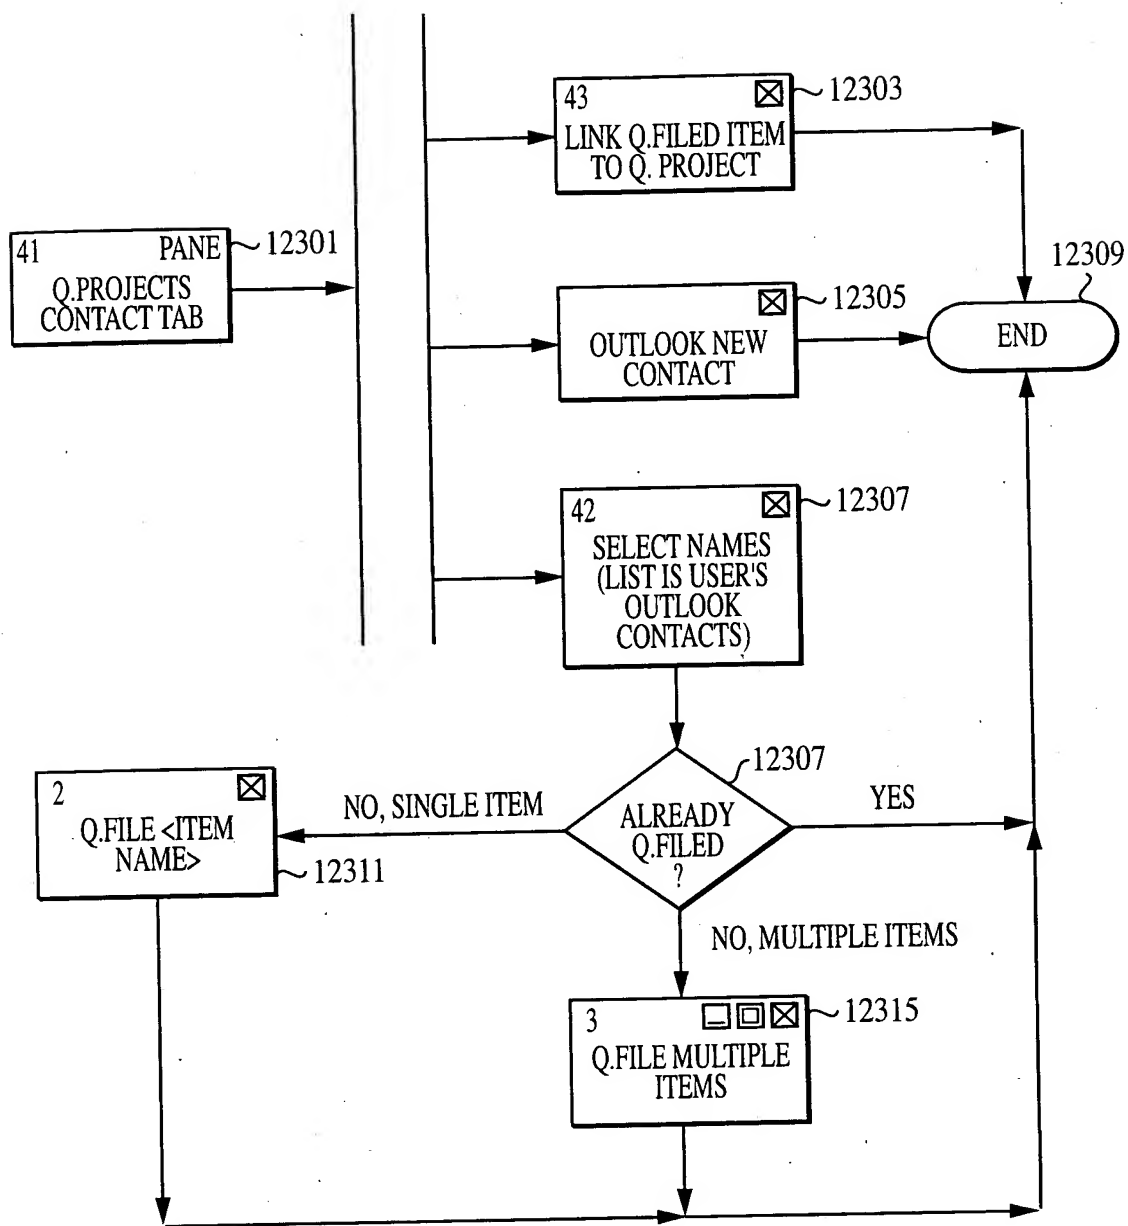 43
12303
LINK Q.FILED ITEM
TO Q. PROJECT
41
PANE
12301
Q.PROJECTS
CONTACT TAB
12309
END
12305
OUTLOOK NEW
CONTACT
42
12307
SELECT NAMES
(LIST IS USER'S
OUTLOOK
CONTACTS)
12307
ALREADY
Q.FILED
?
YES
NO, SINGLE ITEM
2
Q.FILE <ITEM
NAME>
12311
NO, MULTIPLE ITEMS
3
12315
Q.FILE MULTIPLE
ITEMS